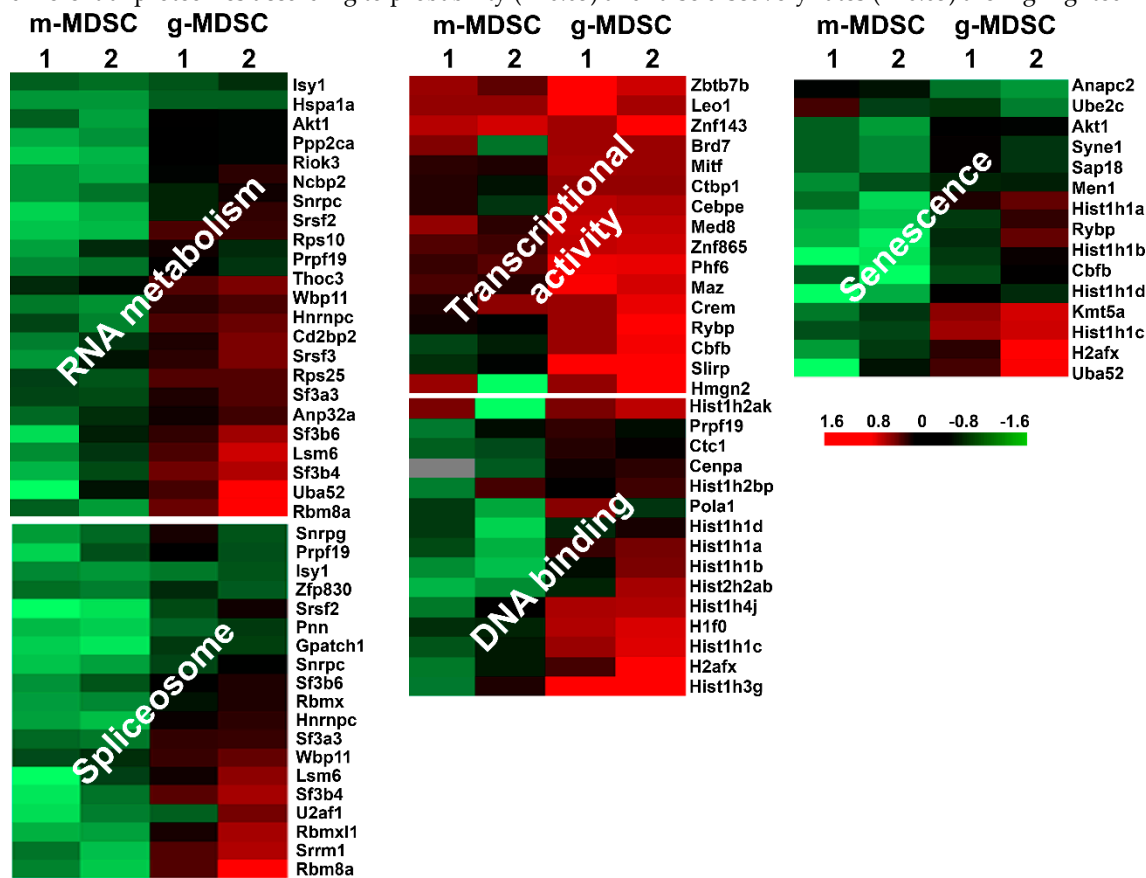 m-MDSC g-MDSC
1 2 1 2
Isy1
Hspa1a
Akt1
Ppp2ca
Riok3
Ncbp2
Snrpc
Srsf2
Rps10
Prpf19
Thoc3
Wbp11
Hnrnpc
Cd2bp2
Srsf3
Rps25
Sf3a3
Anp32a
Sf3b6
Lsm6
Sf3b4
Uba52
Rbm8a
RNA metabolism
Snrpg
Prpf19
Isy1
Zfp830
Srsf2
Pnn
Gpatch1
Snrpc
Sf3b6
Rbmx
Hnrnpc
Sf3a3
Wbp11
Lsm6
Sf3b4
U2af1
Rbmxl1
Srrm1
Rbm8a
Spliceosome
m-MDSC g-MDSC
1 2 1 2
Zbtb7b
Leo1
Znf143
Brd7
Mitf
Ctbp1
Cebpe
Med8
Znf865
Phf6
Maz
Crem
Rybp
Cbfb
Slirp
Hmgn2
Transcriptional
activity
Hist1h2ak
Prpf19
Ctc1
Cenpa
Hist1h2bp
Pola1
Hist1h1d
Hist1h1a
Hist1h1b
Hist2h2ab
Hist1h4j
H1f0
Hist1h1c
H2afx
Hist1h3g
DNA binding
m-MDSC g-MDSC
1 2 1 2
Anapc2
Ube2c
Akt1
Syne1
Sap18
Men1
Hist1h1a
Rybp
Hist1h1b
Cbfb
Hist1h1d
Kmt5a
Hist1h1c
H2afx
Uba52
Senescence
1.6 0.8 0 -0.8 -1.6